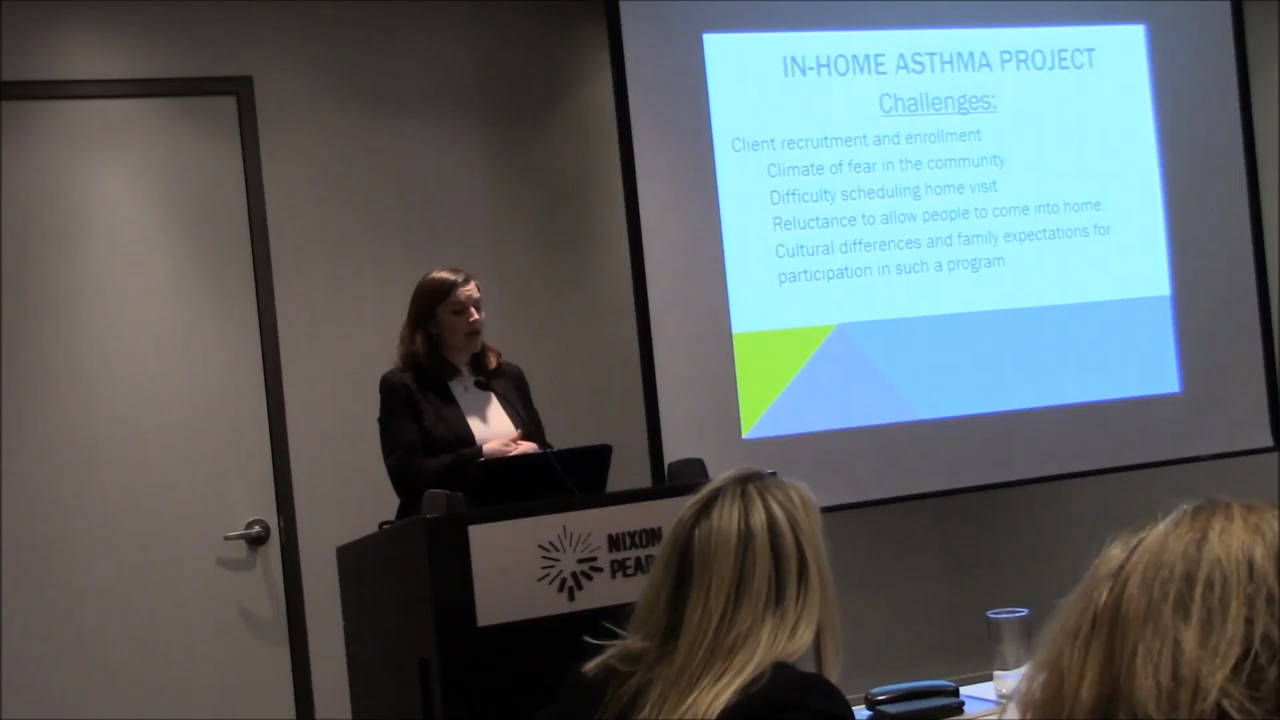 IN-HOME ASTHMA PROJECT
Challenges:
Client recruitment and enrollment
Climate of fear in the community
Difficulty scheduling home visit
Reluctance to allow people to come into home.
Cultural differences and family expectations for
participation in such a program
NIXON
PEAB